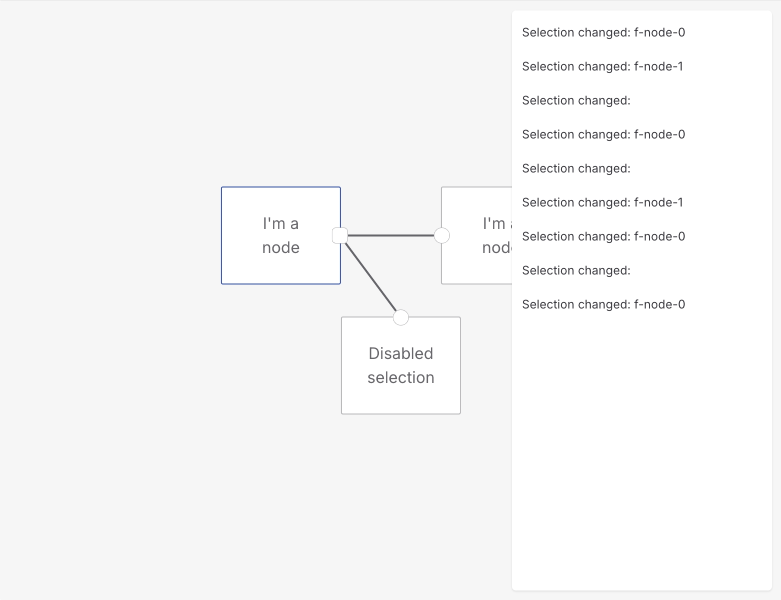 I'm a
node
I'm
Disabled
selection
Selection changed: f-node-0
Selection changed: f-node-1
Selection changed:
Selection changed: f-node-0
Selection changed:
Selection changed: f-node-1
Selection changed: f-node-0
Selection changed:
Selection changed: f-node-0